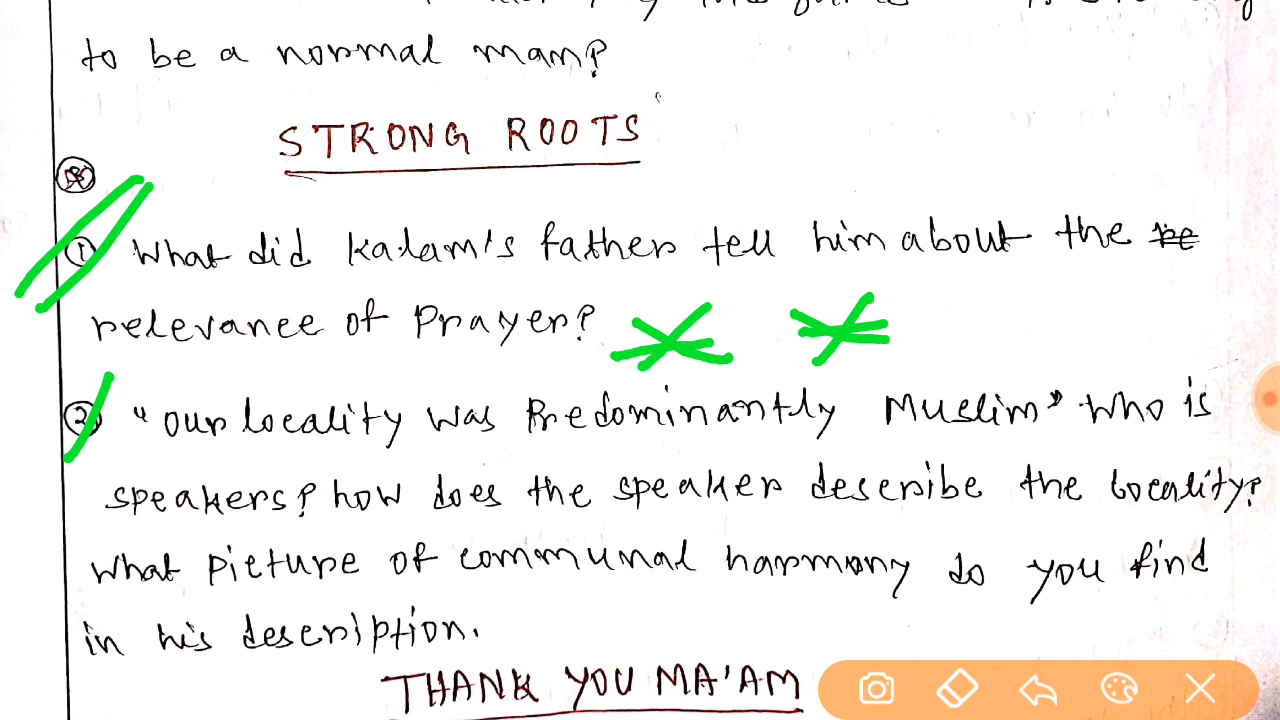 to be a normal man?
STRONG ROOTS
① What did Kalam's father tell him about the re
relevance of Prayer?
② "our locality was Predominantly Muslim" Who is
speakers? how does the speaker describe the locality?
What picture of communal harmony do you find
in his description.
THANK YOU MA'AM